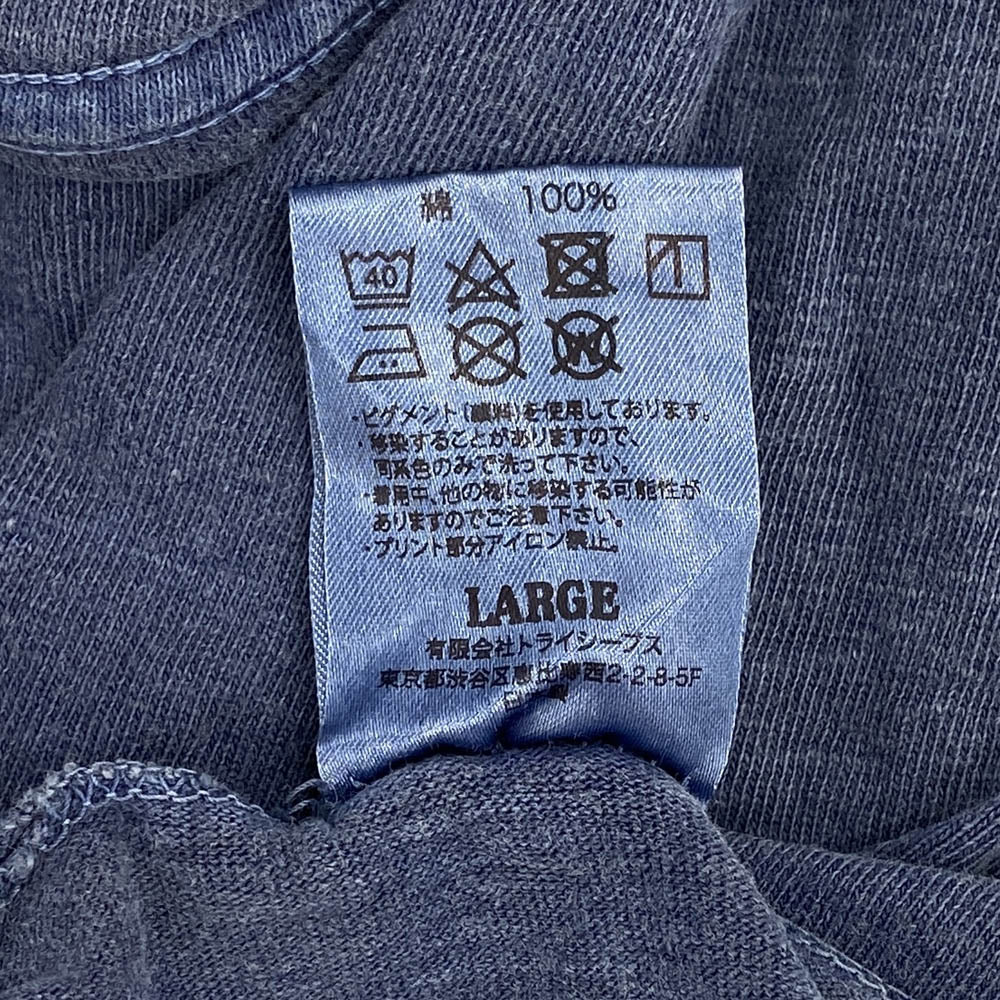 綿 100%
40
W
・ピグメント(顔料)を使用しております。
・移染することがありますので、
同系色のみで洗って下さい。
・着用中、他の物に移染する可能性が
ありますのでご注意下さい。
・プリント部分アイロン禁止。
LARGE
有限会社トライシープス
東京都渋谷区恵比寿西2-2-8-5F